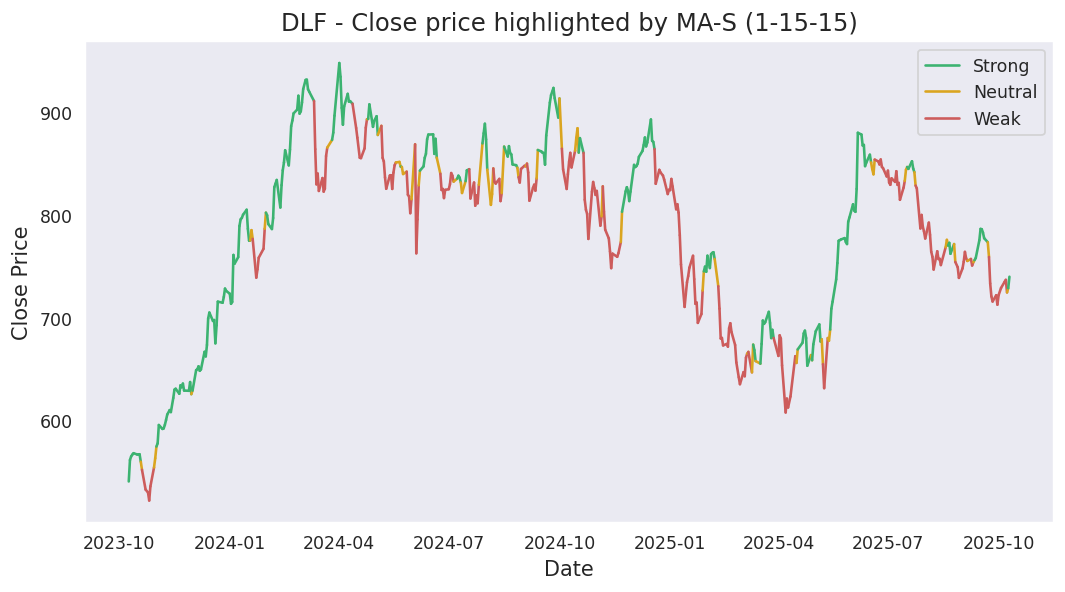 DLF - Close price highlighted by MA-S (1-15-15)
Strong
Neutral
Weak
Close Price
900
800
700
600
2023-10 2024-01 2024-04 2024-07 2024-10 2025-01 2025-04 2025-07 2025-10
Date